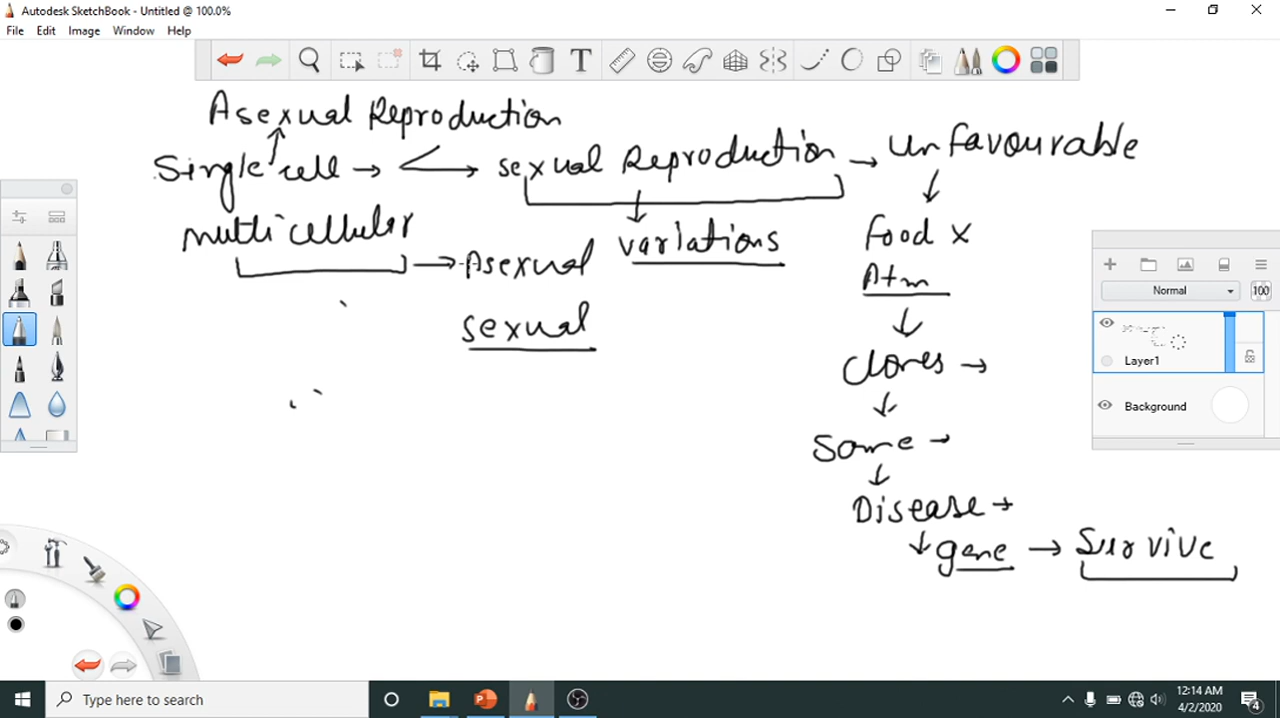 Autodesk SketchBook - Untitled @ 100.0%
File Edit Image Window Help
Asexual Reproduction
Single cell → < → sexual Reproduction → Unfavourable
multicellular → Asexual
variations
sexual
Food x
Atm
Clones →
Same →
Disease →
gene → Survive
Normal
100
Layer1
Background
Type here to search
12:14 AM
4/2/2020
4